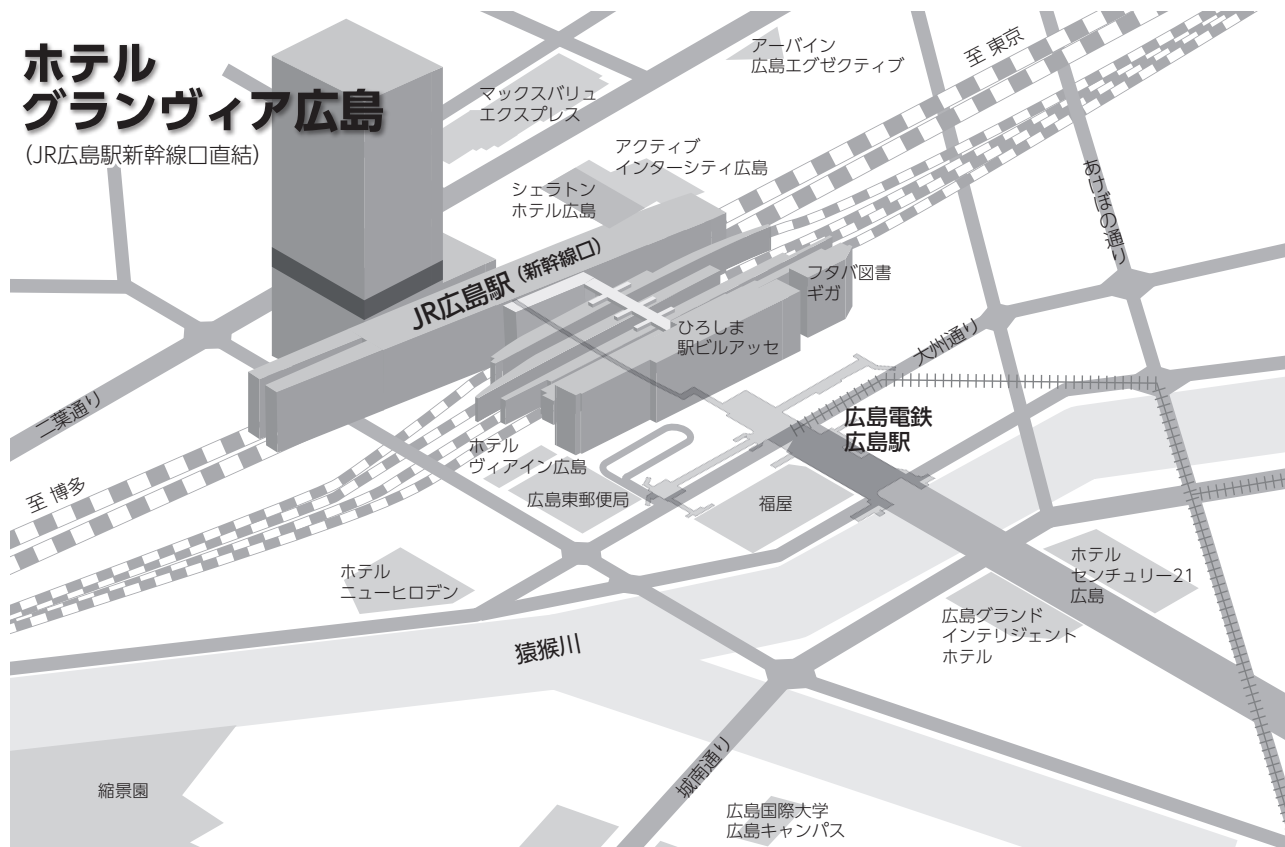 ホテル
グランヴィア広島
(JR広島駅新幹線口直結)
アーバイン
広島エグゼクティブ
至 東京
マックスバリュ
エクスプレス
アクティブ
インターシティ広島
シェラトン
ホテル広島
あけぼの通り
JR広島駅(新幹線口)
フタバ図書
ギガ
ひろしま
駅ビルアッセ
大州通り
二葉通り
広島電鉄
広島駅
ホテル
ヴィアイン広島
至 博多
広島東郵便局
福屋
ホテル
ニューヒロデン
ホテル
センチュリー21
広島
広島グランド
インテリジェント
ホテル
猿猴川
城南通り
縮景園
広島国際大学
広島キャンパス